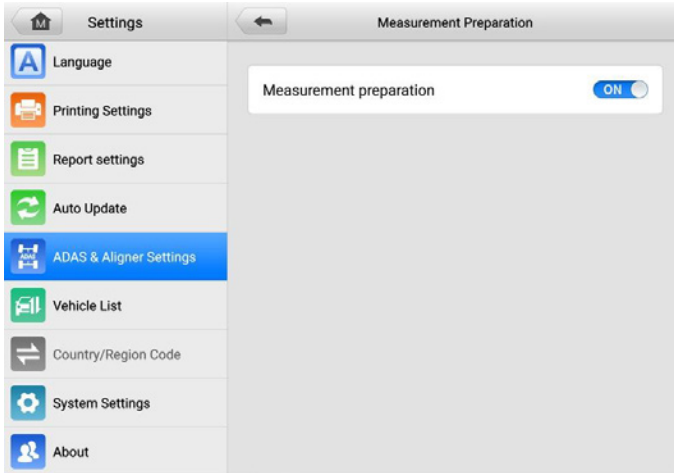 M
Settings
Measurement Preparation
A
Language
Measurement preparation
ON
Printing Settings
Report settings
Auto Update
ADAS
ADAS & Aligner Settings
Vehicle List
Country/Region Code
System Settings
About